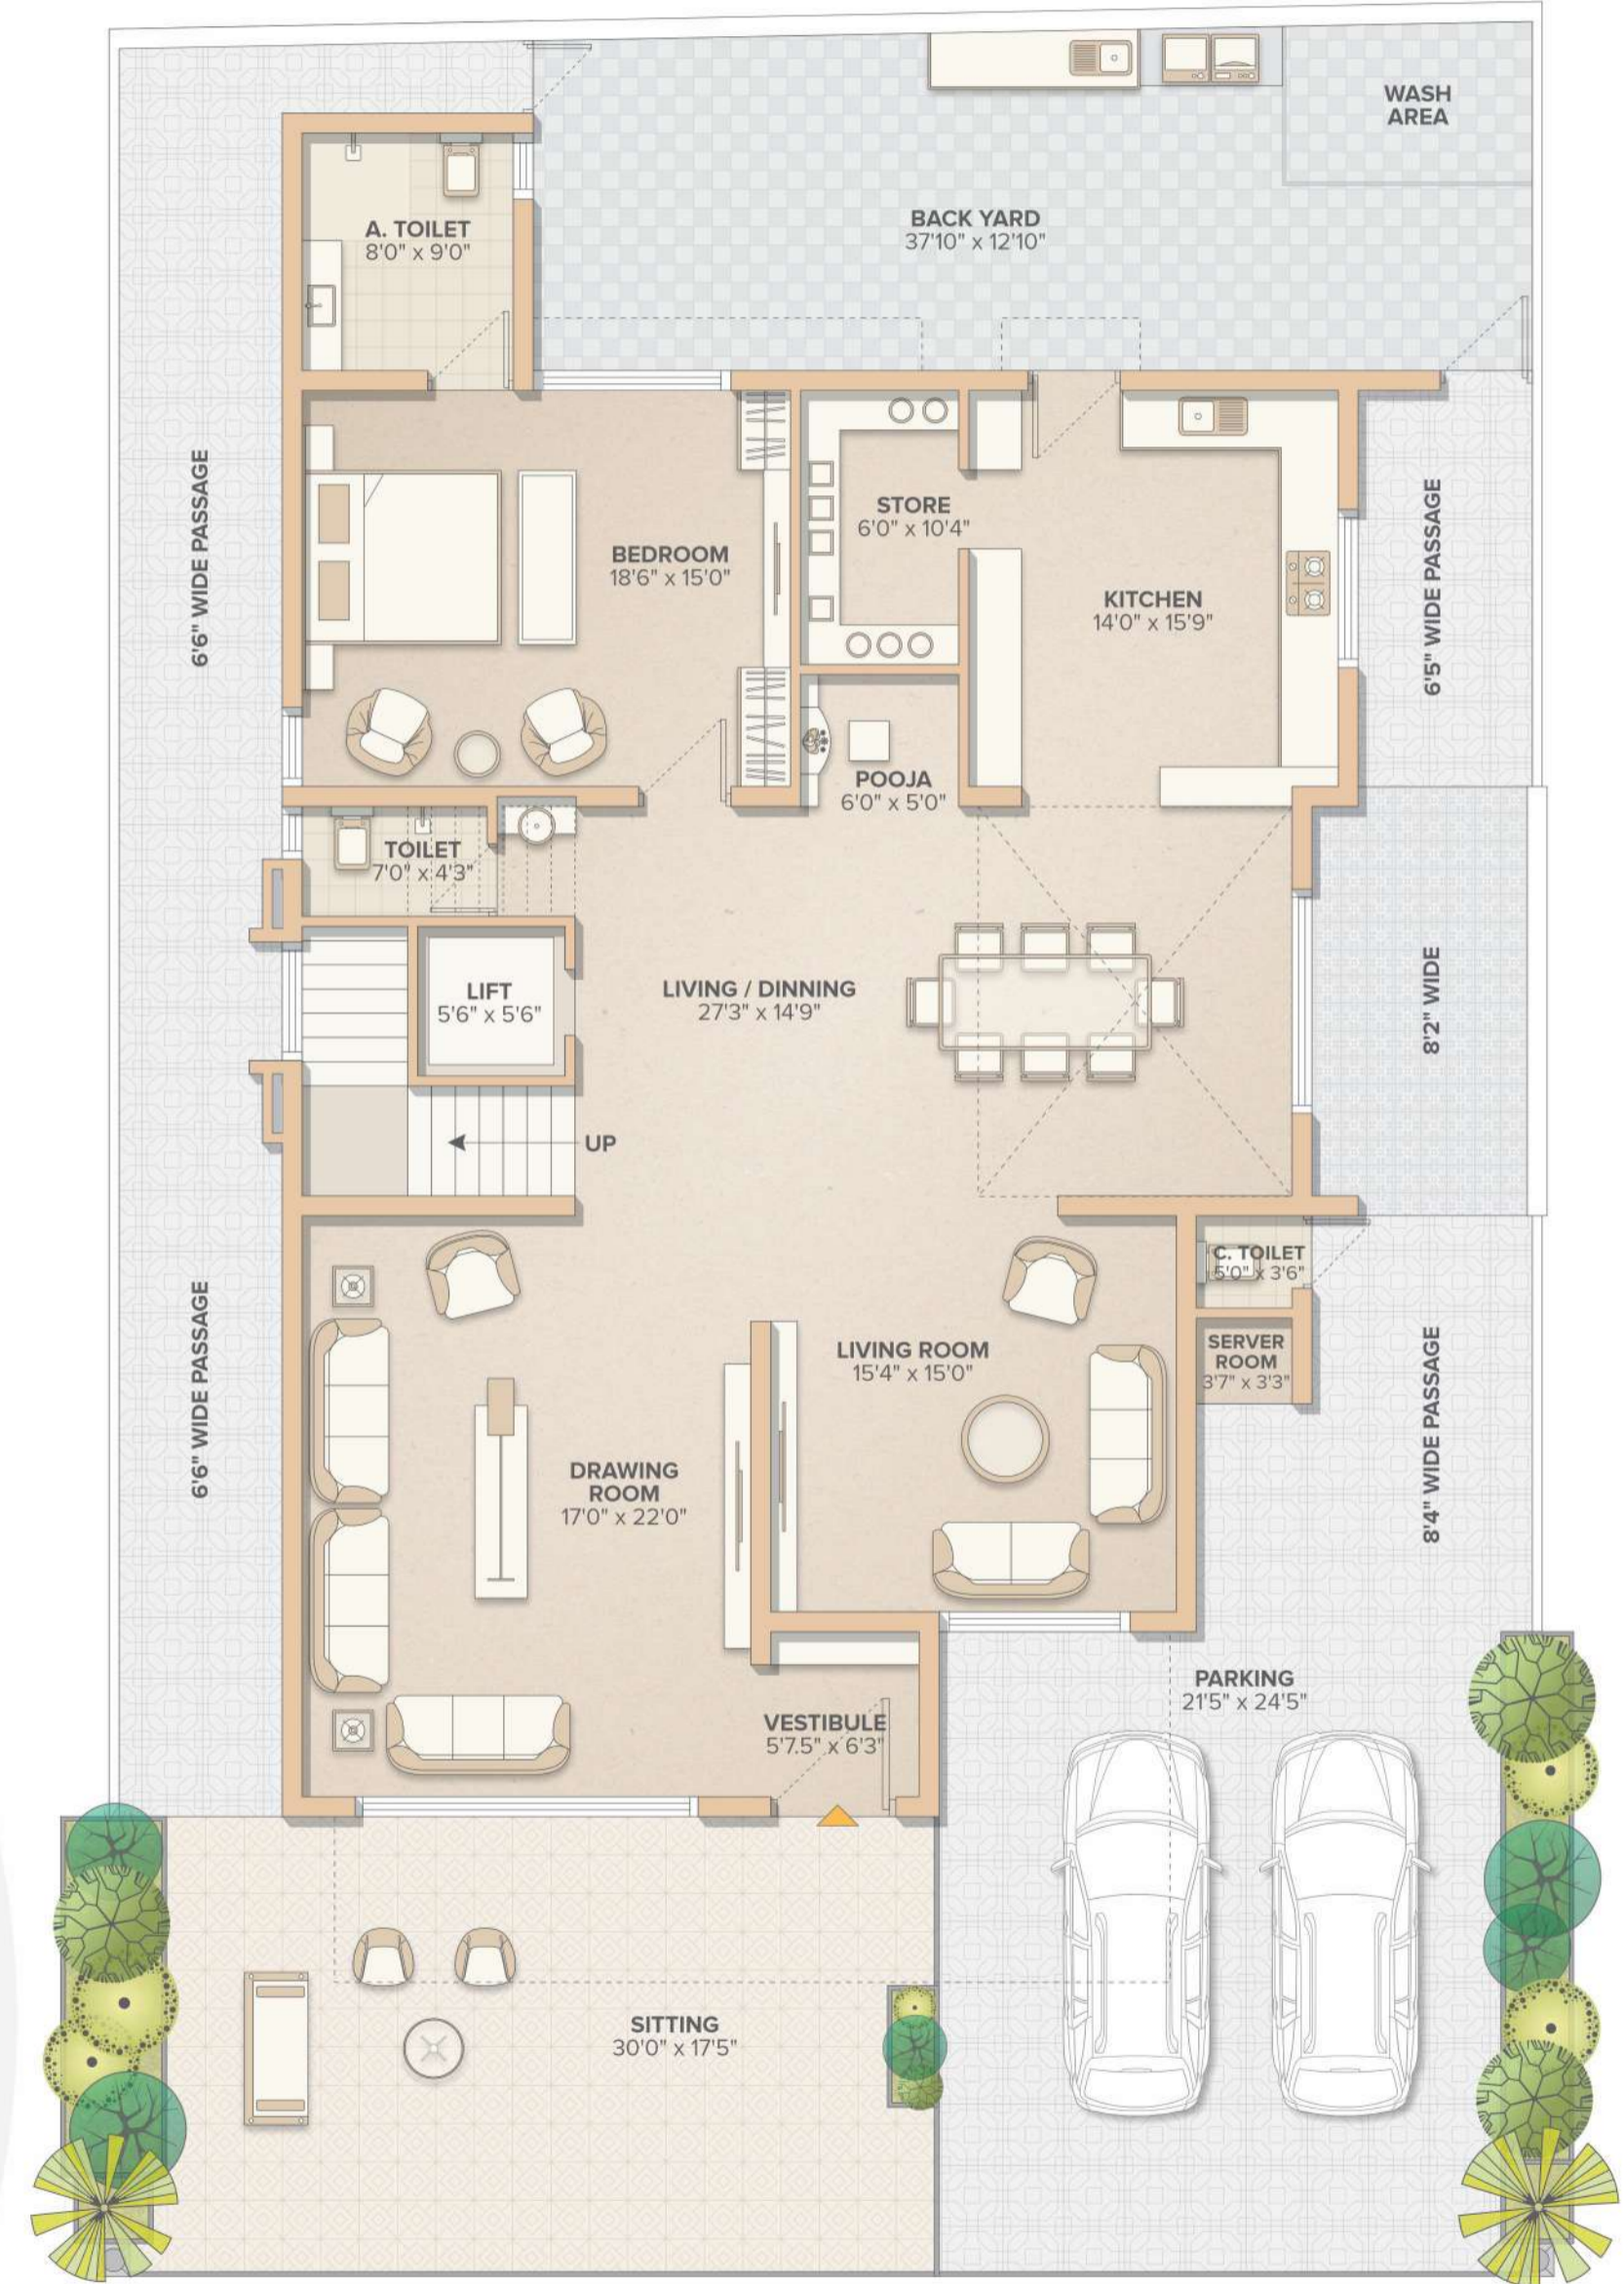 WASH
AREA
BACK YARD
37'10" x 12'10"
A. TOILET
8'0" x 9'0"
6'6" WIDE PASSAGE
BEDROOM
18'6" x 15'0"
STORE
6'0" x 10'4"
KITCHEN
14'0" x 15'9"
6'5" WIDE PASSAGE
POOJA
6'0" x 5'0"
TOILET
7'0" x 4'3"
LIFT
5'6" x 5'6"
LIVING / DINNING
27'3" x 14'9"
8'2" WIDE
UP
C. TOILET
5'0" x 3'6"
SERVER
ROOM
3'7" x 3'3"
6'6" WIDE PASSAGE
LIVING ROOM
15'4" x 15'0"
8'4" WIDE PASSAGE
DRAWING
ROOM
17'0" x 22'0"
PARKING
21'5" x 24'5"
VESTIBULE
5'7.5" x 6'3"
SITTING
30'0" x 17'5"